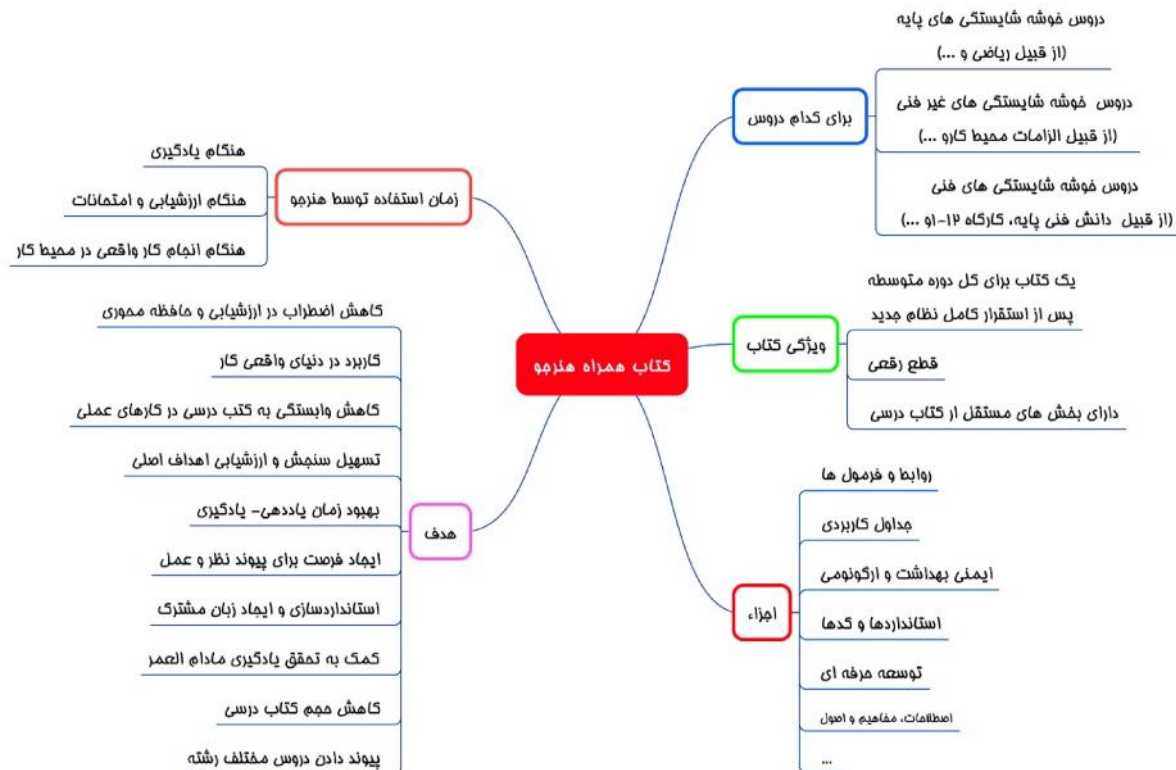 کتاب همراه هنرجو
برای کدام دروس
دروس خوشه شایستگی های پایه
(از قبیل ریاضی و ...)
دروس خوشه شایستگی های غیر فنی
(از قبیل الزامات محیط کارو ...)
دروس خوشه شایستگی های فنی
(از قبیل دانش فنی پایه، کارگاه ۱۲-۱و ...)
ویژگی کتاب
یک کتاب برای کل دوره متوسطه
پس از استقرار کامل نظام جدید
قطع رقعی
دارای بخش های مستقل از کتاب درسی
اجزاء
روابط و فرمول ها
جداول کاربردی
ایمنی بهداشت و ارگونومی
استانداردها و کدها
توسعه حرفه ای
اصطلاحات، مفاهیم و اصول
...
زمان استفاده توسط هنرجو
هنگام یادگیری
هنگام ارزشیابی و امتحانات
هنگام انجام کار واقعی در محیط کار
هدف
کاهش اضطراب در ارزشیابی و حافظه محوری
کاربرد در دنیای واقعی کار
کاهش وابستگی به کتب درسی در کارهای عملی
تسهیل سنجش و ارزشیابی اهداف اصلی
بهبود زمان یاددهی- یادگیری
ایجاد فرصت برای پیوند نظر و عمل
استانداردسازی و ایجاد زبان مشترک
کمک به تحقق یادگیری مادام العمر
کاهش حجم کتاب درسی
پیوند دادن دروس مختلف رشته